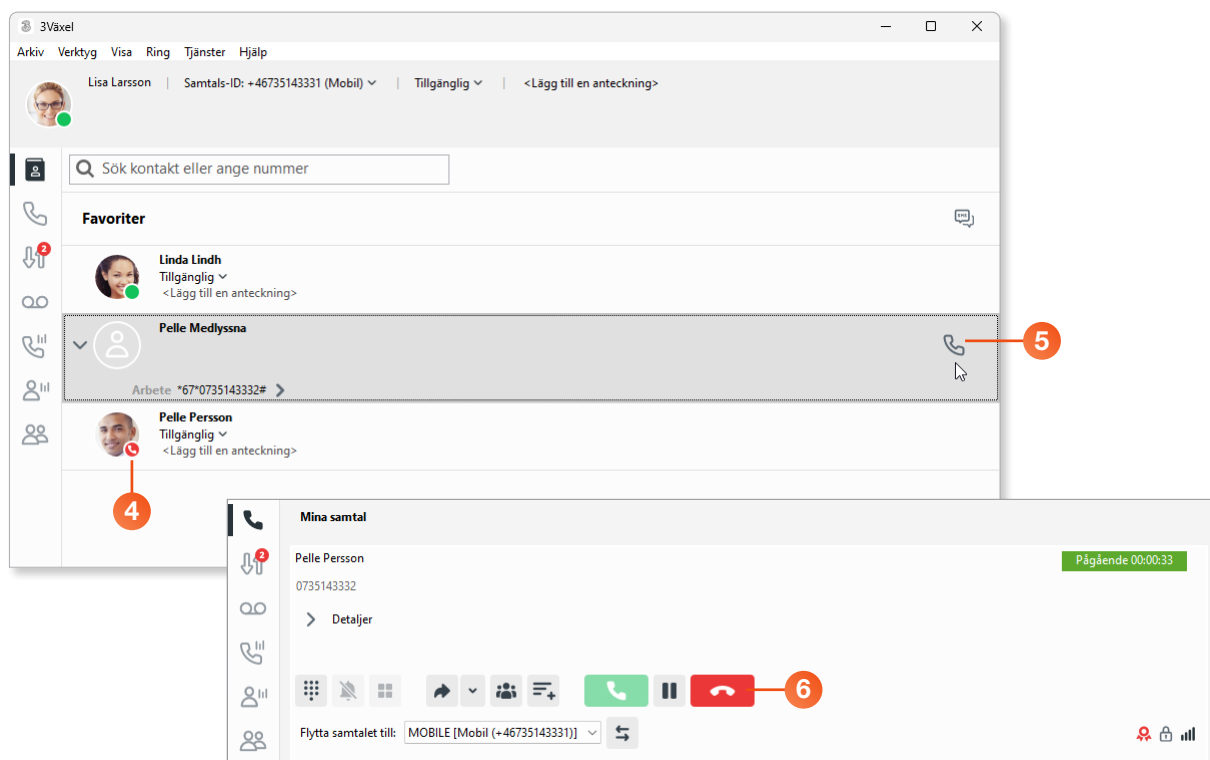 3Växel
Arkiv Verktyg Visa Ring Tjänster Hjälp
Lisa Larsson | Samtals-ID: +46735143331 (Mobil) | Tillgänglig | <Lägg till en anteckning>
Sök kontakt eller ange nummer
Favoriter
SMS
2
Linda Lindh
Tillgänglig
<Lägg till en anteckning>
Pelle Medlyssna
5
Arbete *67*0735143332#
Pelle Persson
Tillgänglig
<Lägg till en anteckning>
4
Mina samtal
2
Pelle Persson
Pågående 00:00:33
0735143332
Detaljer
6
Flytta samtalet till: MOBILE [Mobil (+46735143331)]